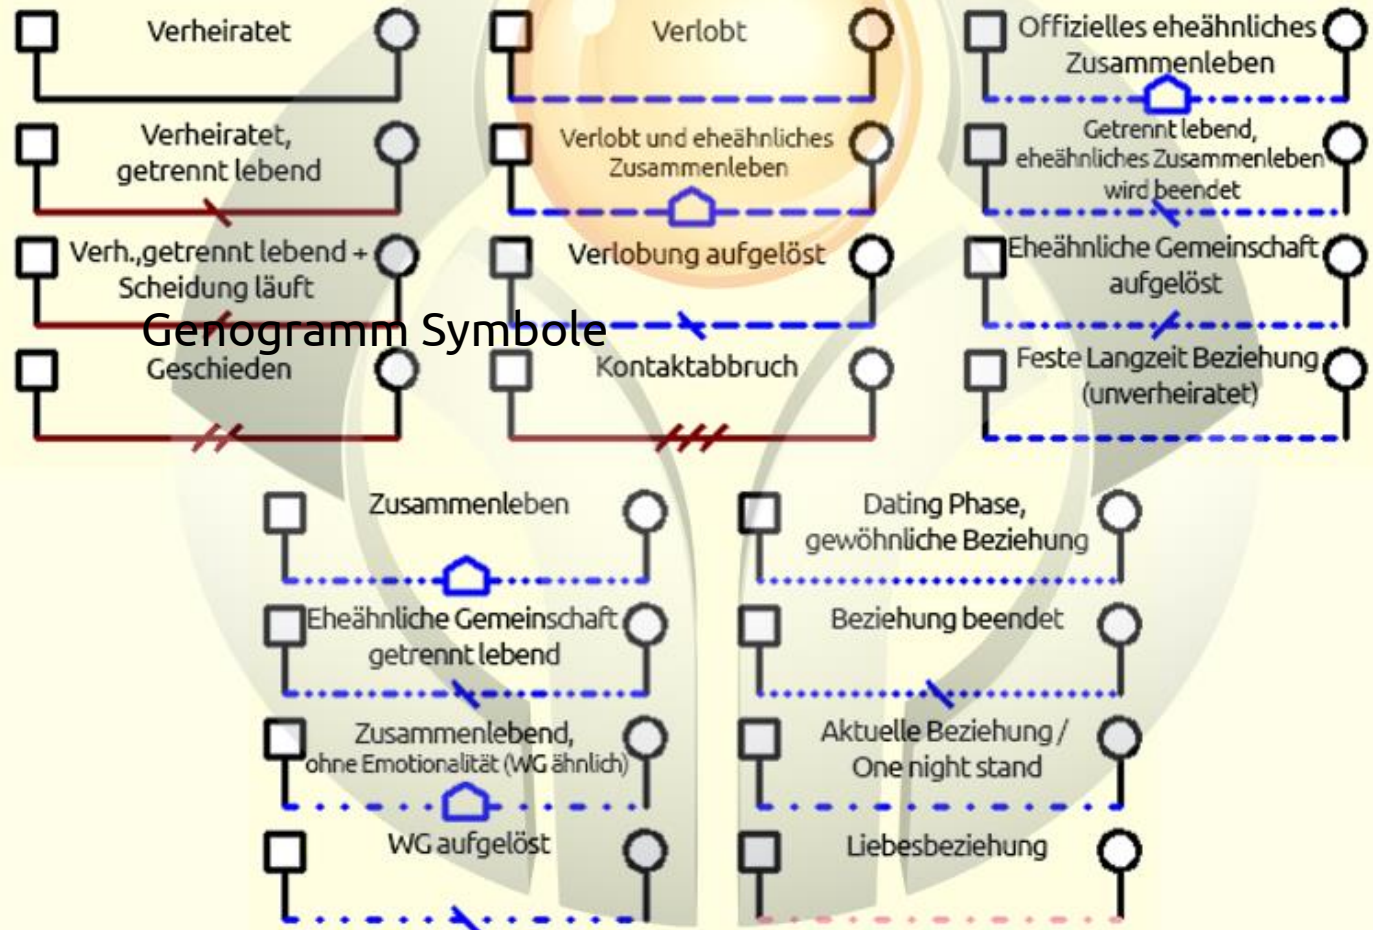 Verheiratet
Verheiratet,
getrennt lebend
Verh.,getrennt lebend +
Scheidung läuft
Genogramm Symbole
Geschieden
Verlobt
Verlobt und eheähnliches
Zusammenleben
Verlobung aufgelöst
Kontaktabbruch
Offizielles eheähnliches
Zusammenleben
Getrennt lebend,
eheähnliches Zusammenleben
wird beendet
Eheähnliche Gemeinschaft
aufgelöst
Feste Langzeit Beziehung
(unverheiratet)
Zusammenleben
Eheähnliche Gemeinschaft
getrennt lebend
Zusammenlebend,
ohne Emotionalität (WG ähnlich)
WG aufgelöst
Dating Phase,
gewöhnliche Beziehung
Beziehung beendet
Aktuelle Beziehung /
One night stand
Liebesbeziehung